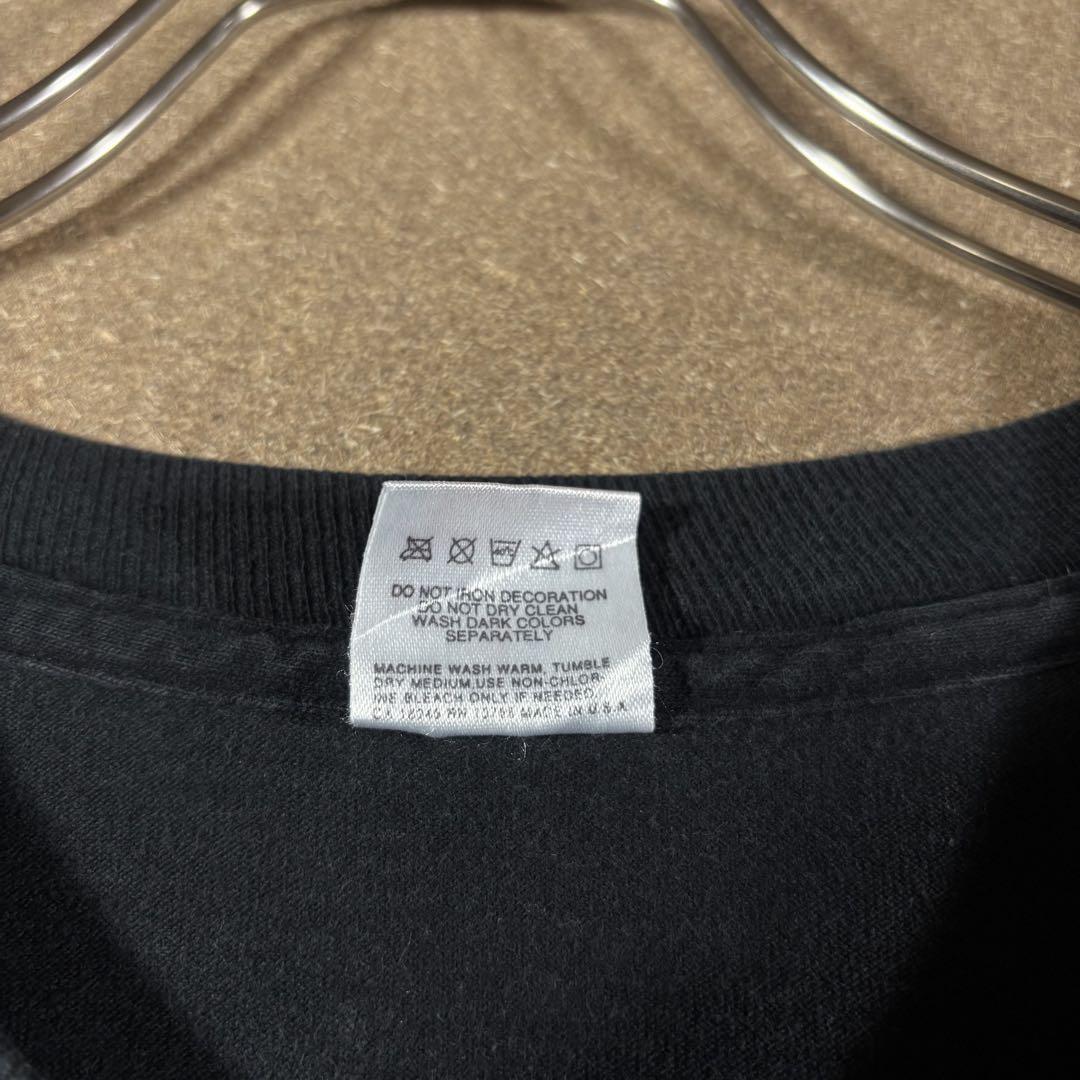 40°C
DO NOT IRON DECORATION
DO NOT DRY CLEAN
WASH DARK COLORS
SEPARATELY
MACHINE WASH WARM, TUMBLE
DRY MEDIUM.USE NON-CHLOR-
INE BLEACH ONLY IF NEEDED.
MADE IN U.S.A.